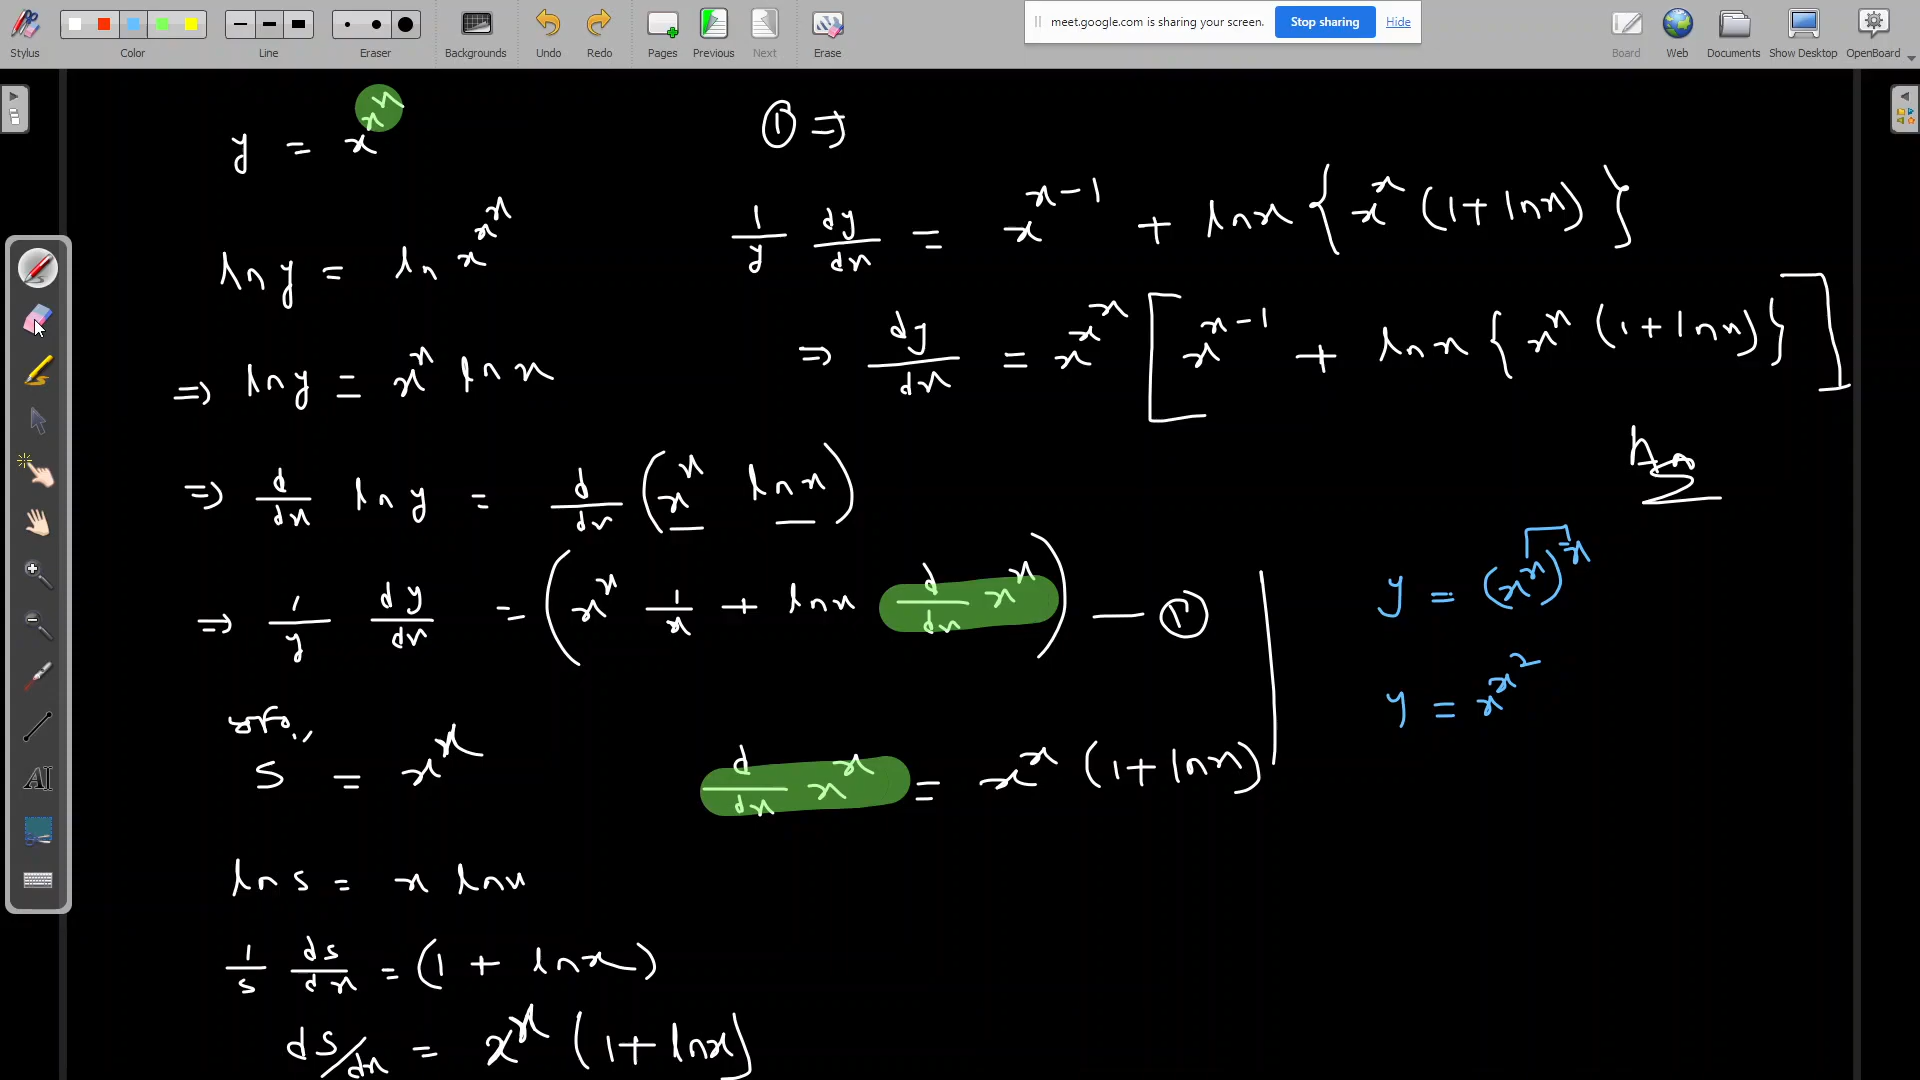 meet.google.com is sharing your screen. Stop sharing Hide
Stylus Color Line Eraser Backgrounds Undo Redo Pages Previous Next Erase Board Web Documents Show Desktop OpenBoard
y = x^{x^x}
ln y = ln x^{x^x}
⇒ ln y = x^x ln x
⇒ d/dx ln y = d/dx (x^x ln x)
⇒ 1/y dy/dx = (x^x 1/x + ln x d/dx x^x) — ①
S = x^x
ln s = x ln x
1/s ds/dx = (1 + ln x)
ds/dx = x^x (1 + ln x)
d/dx x^x = x^x (1 + ln x)
① ⇒
1/y dy/dx = x^{x-1} + ln x { x^x (1 + ln x) }
⇒ dy/dx = x^{x^x} [ x^{x-1} + ln x { x^x (1 + ln x) } ]
y = (x^x)^x
y = x^{x^2}
AI